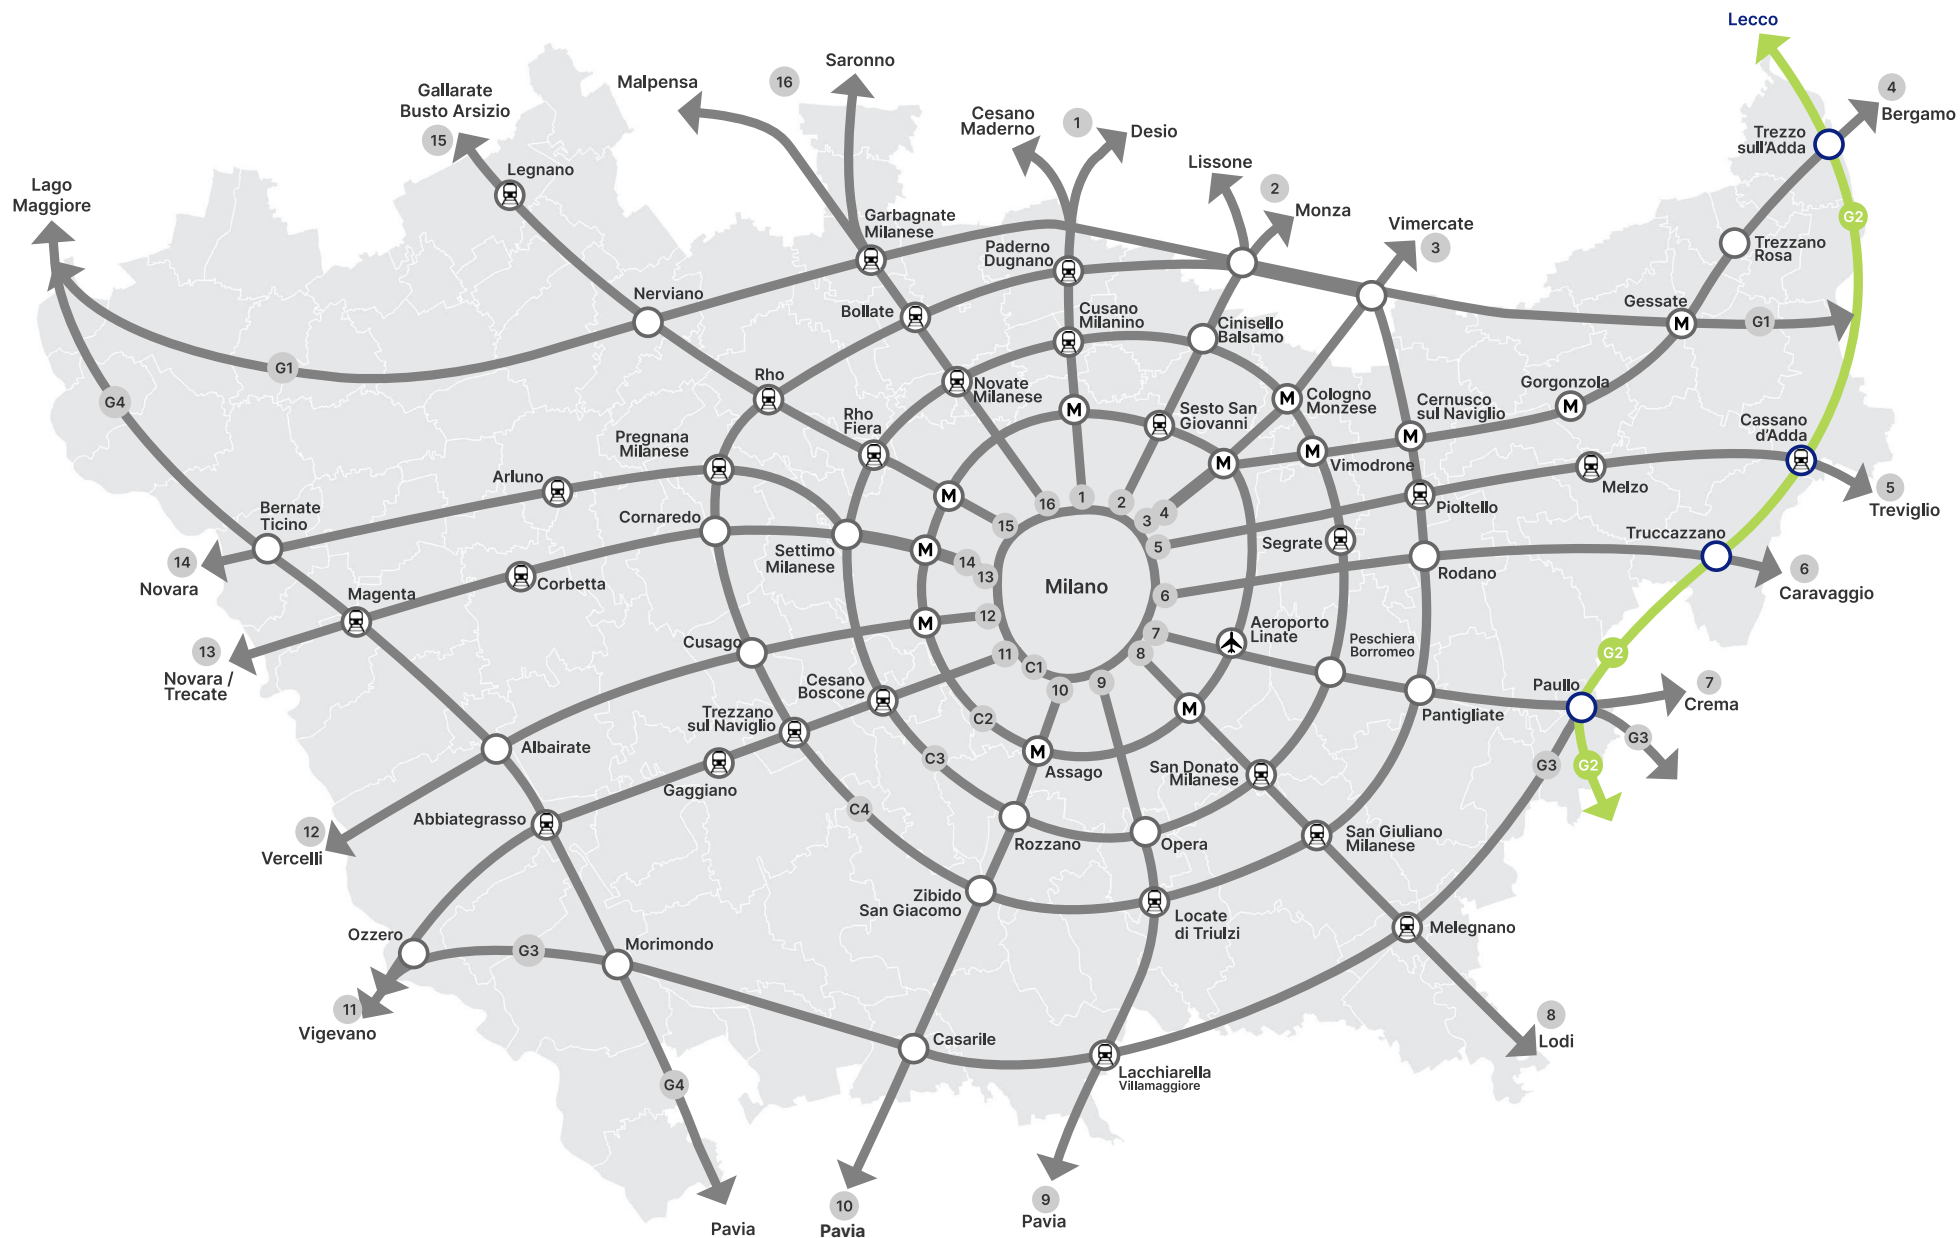 Lecco
4
Bergamo
Saronno
16
Malpensa
Gallarate
Busto Arsizio
15
Cesano
Maderno
1
Desio
Trezzo
sull'Adda
Lissone
2
Monza
Legnano
Lago
Maggiore
G2
Vimercate
3
Garbagnate
Milanese
Paderno
Dugnano
Trezzano
Rosa
Nerviano
Bollate
Gessate
M
G1
Cusano
Milanino
Cinisello
Balsamo
G1
Rho
Novate
Milanese
Gorgonzola
M
G4
M
Sesto San
Giovanni
M
Cologno
Monzese
Cernusco
sul Naviglio
M
Rho
Fiera
Cassano
d'Adda
Pregnana
Milanese
M
M
Vimodrone
Arluno
M
Melzo
5
Treviglio
Pioltello
16
1
2
3
4
15
Bernate
Ticino
Cornaredo
Settimo
Milanese
M
Segrate
5
Truccazzano
14
Novara
14
13
Milano
Rodano
6
Caravaggio
Corbetta
Magenta
6
12
M
Aeroporto
Linate
7
Peschiera
Borromeo
Cusago
11
8
G2
13
Novara /
Trecate
C1
10
9
Cesano
Boscone
Paullo
7
Crema
Trezzano
sul Naviglio
C2
M
Pantigliate
G3
Albairate
M
Assago
C3
San Donato
Milanese
G3
G2
Gaggiano
C4
Abbiategrasso
12
Vercelli
Rozzano
Opera
San Giuliano
Milanese
Zibido
San Giacomo
Locate
di Triulzi
Melegnano
Ozzero
G3
Morimondo
11
Vigevano
8
Lodi
Casarile
Lacchiarella
Villamaggiore
G4
10
Pavia
9
Pavia
Pavia